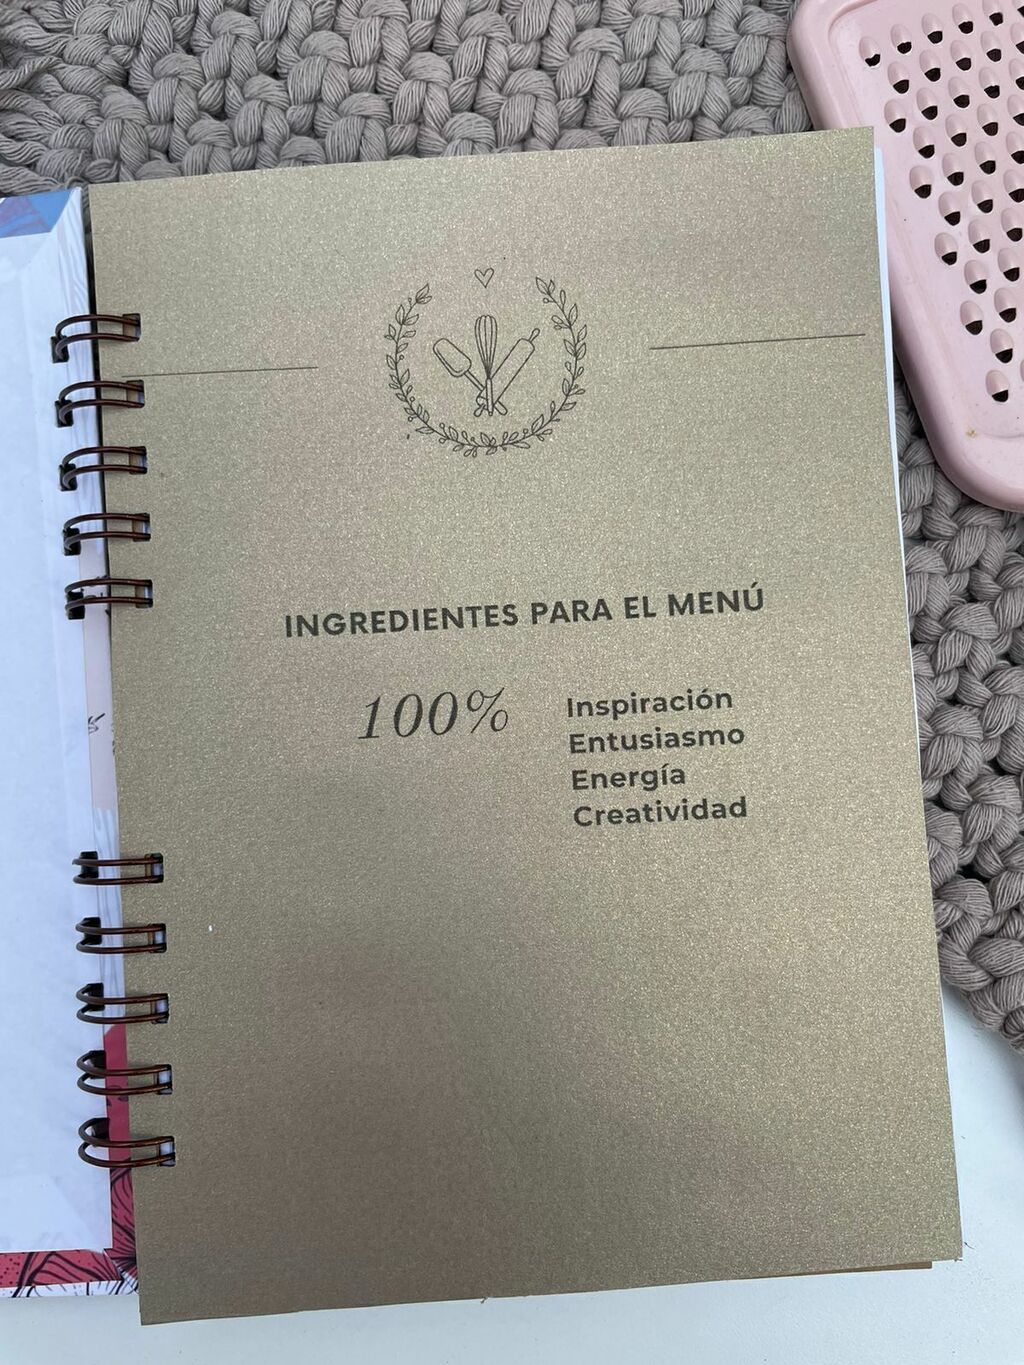 INGREDIENTES PARA EL MENÚ
100%
Inspiración
Entusiasmo
Energía
Creatividad